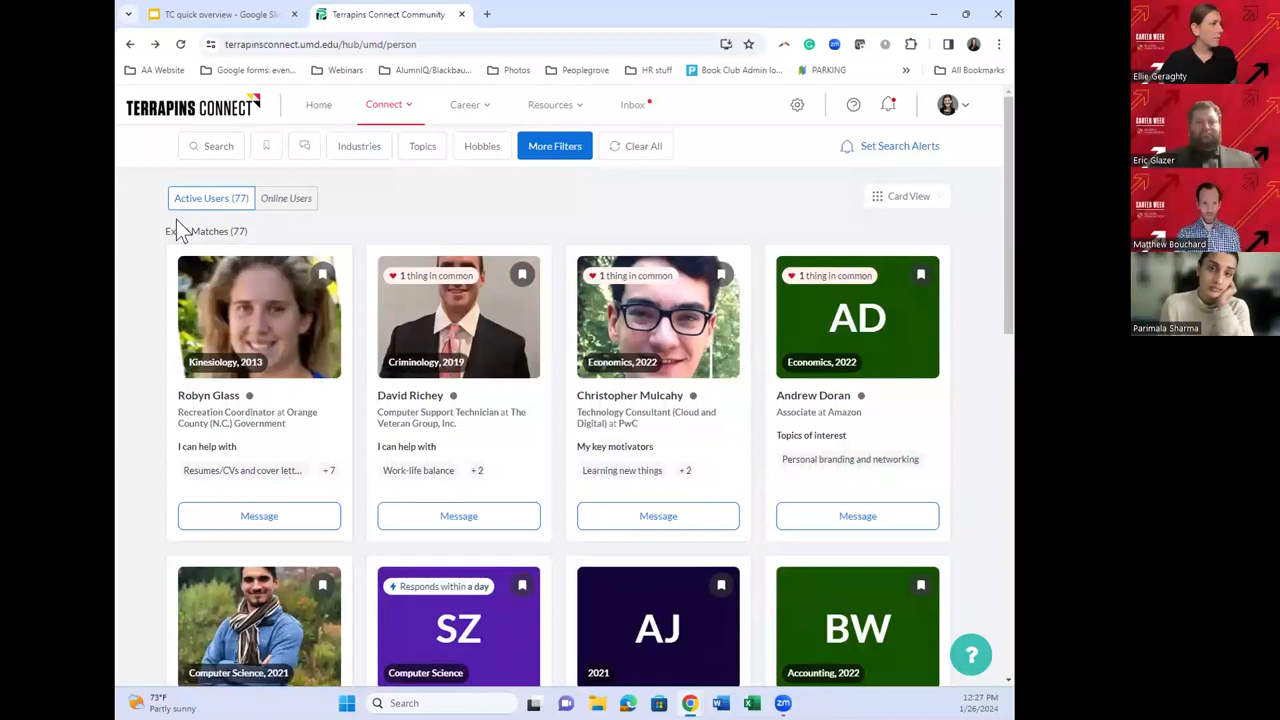 TC quick overview - Google Sli
Terrapins Connect Community
terrapinsconnect.umd.edu/hub/umd/person
AA Website
Google forms: even...
Webinars
AlumnIQ/Blackbau...
Photos
Peoplegrove
HR stuff
Book Club Admin lo...
PARKING
All Bookmarks
TERRAPINS CONNECT
Home
Connect
Career
Resources
Inbox
Search
Industries
Topics
Hobbies
More Filters
Clear All
Set Search Alerts
Active Users (77)
Online Users
Card View
Matches (77)
1 thing in common
1 thing in common
1 thing in common
AD
Kinesiology, 2013
Criminology, 2019
Economics, 2022
Economics, 2022
Robyn Glass
Recreation Coordinator at Orange
County (N.C.) Government
I can help with
Resumes/CVs and cover lett... +7
Message
David Richey
Computer Support Technician at The
Veteran Group, Inc.
I can help with
Work-life balance +2
Message
Christopher Mulcahy
Technology Consultant (Cloud and
Digital) at PwC
My key motivators
Learning new things +2
Message
Andrew Doran
Associate at Amazon
Topics of interest
Personal branding and networking
Message
Computer Science, 2021
Responds within a day
SZ
Computer Science
AJ
2021
BW
Accounting, 2022
?
73°F
Partly sunny
Search
12:27 PM
1/26/2024
CAREER
WEEK
Ellie Geraghty
CAREER
WEEK
Eric Glazer
CAREER
WEEK
Matthew Bouchard
Parimala Sharma